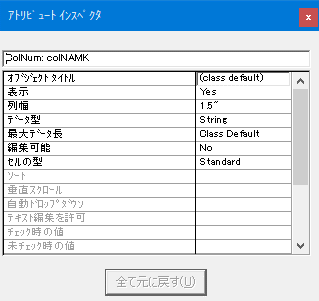 ｱﾄﾘﾋﾞｭｰﾄ ｲﾝｽﾍﾟｸﾀ
x
ColNum: colNAMK
ｵﾌﾞｼﾞｪｸﾄ ﾀｲﾄﾙ (class default)
表示 Yes
列幅 1.5"
ﾃﾞｰﾀ型 String
最大ﾃﾞｰﾀ長 Class Default
編集可能 No
ｾﾙの型 Standard
ｿｰﾄ
垂直ｽｸﾛｰﾙ
自動ﾄﾞﾛｯﾌﾟﾀﾞｳﾝ
ﾃｷｽﾄ編集を許可
ﾁｪｯｸ時の値
未ﾁｪｯｸ時の値
全て元に戻す(U)